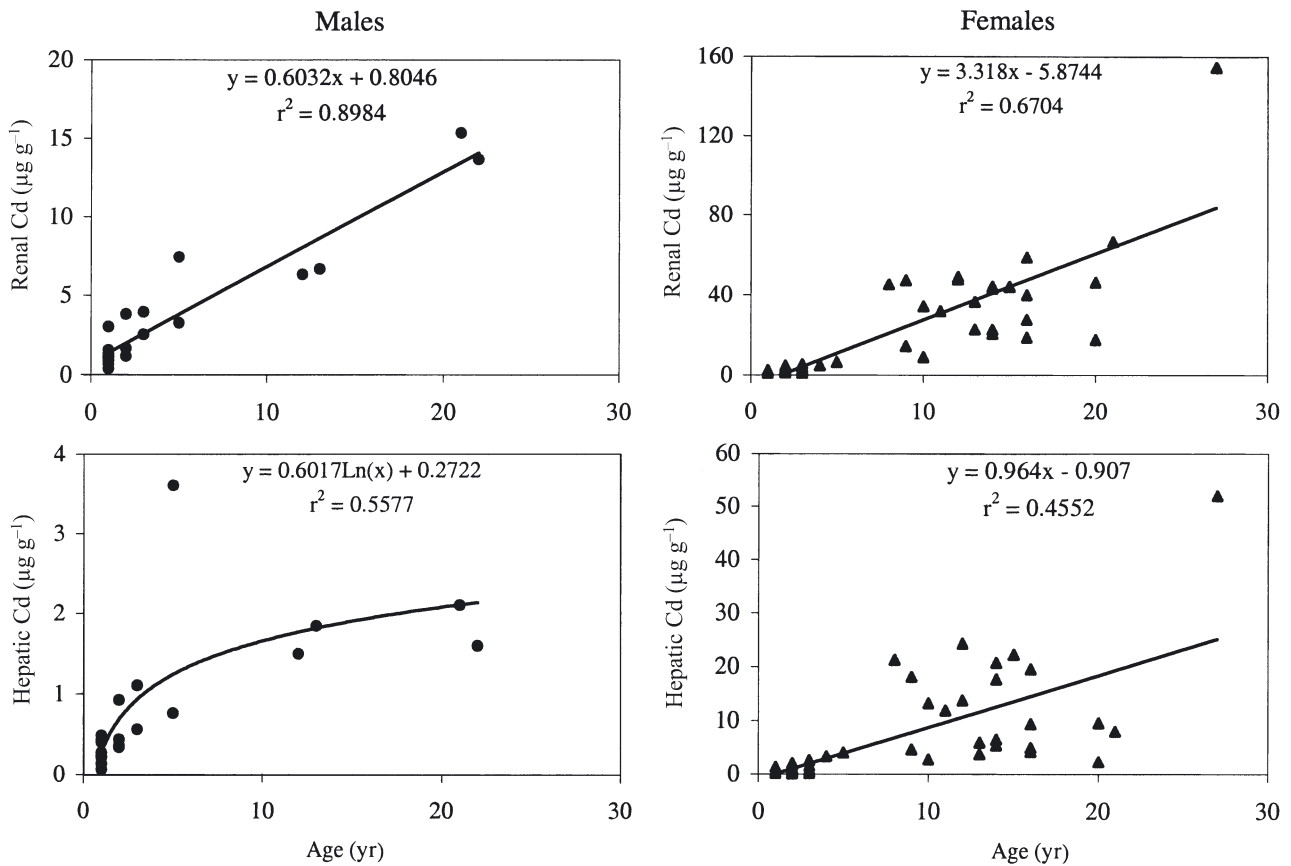 Males
y = 0.6032x + 0.8046
r² = 0.8984
Renal Cd (µg g⁻¹)
20
15
10
5
0
0 10 20 30
Females
y = 3.318x - 5.8744
r² = 0.6704
Renal Cd (µg g⁻¹)
160
120
80
40
0
0 10 20 30
y = 0.6017Ln(x) + 0.2722
r² = 0.5577
Hepatic Cd (µg g⁻¹)
4
3
2
1
0
0 10 20 30
Age (yr)
y = 0.964x - 0.907
r² = 0.4552
Hepatic Cd (µg g⁻¹)
60
50
40
30
20
10
0
0 10 20 30
Age (yr)